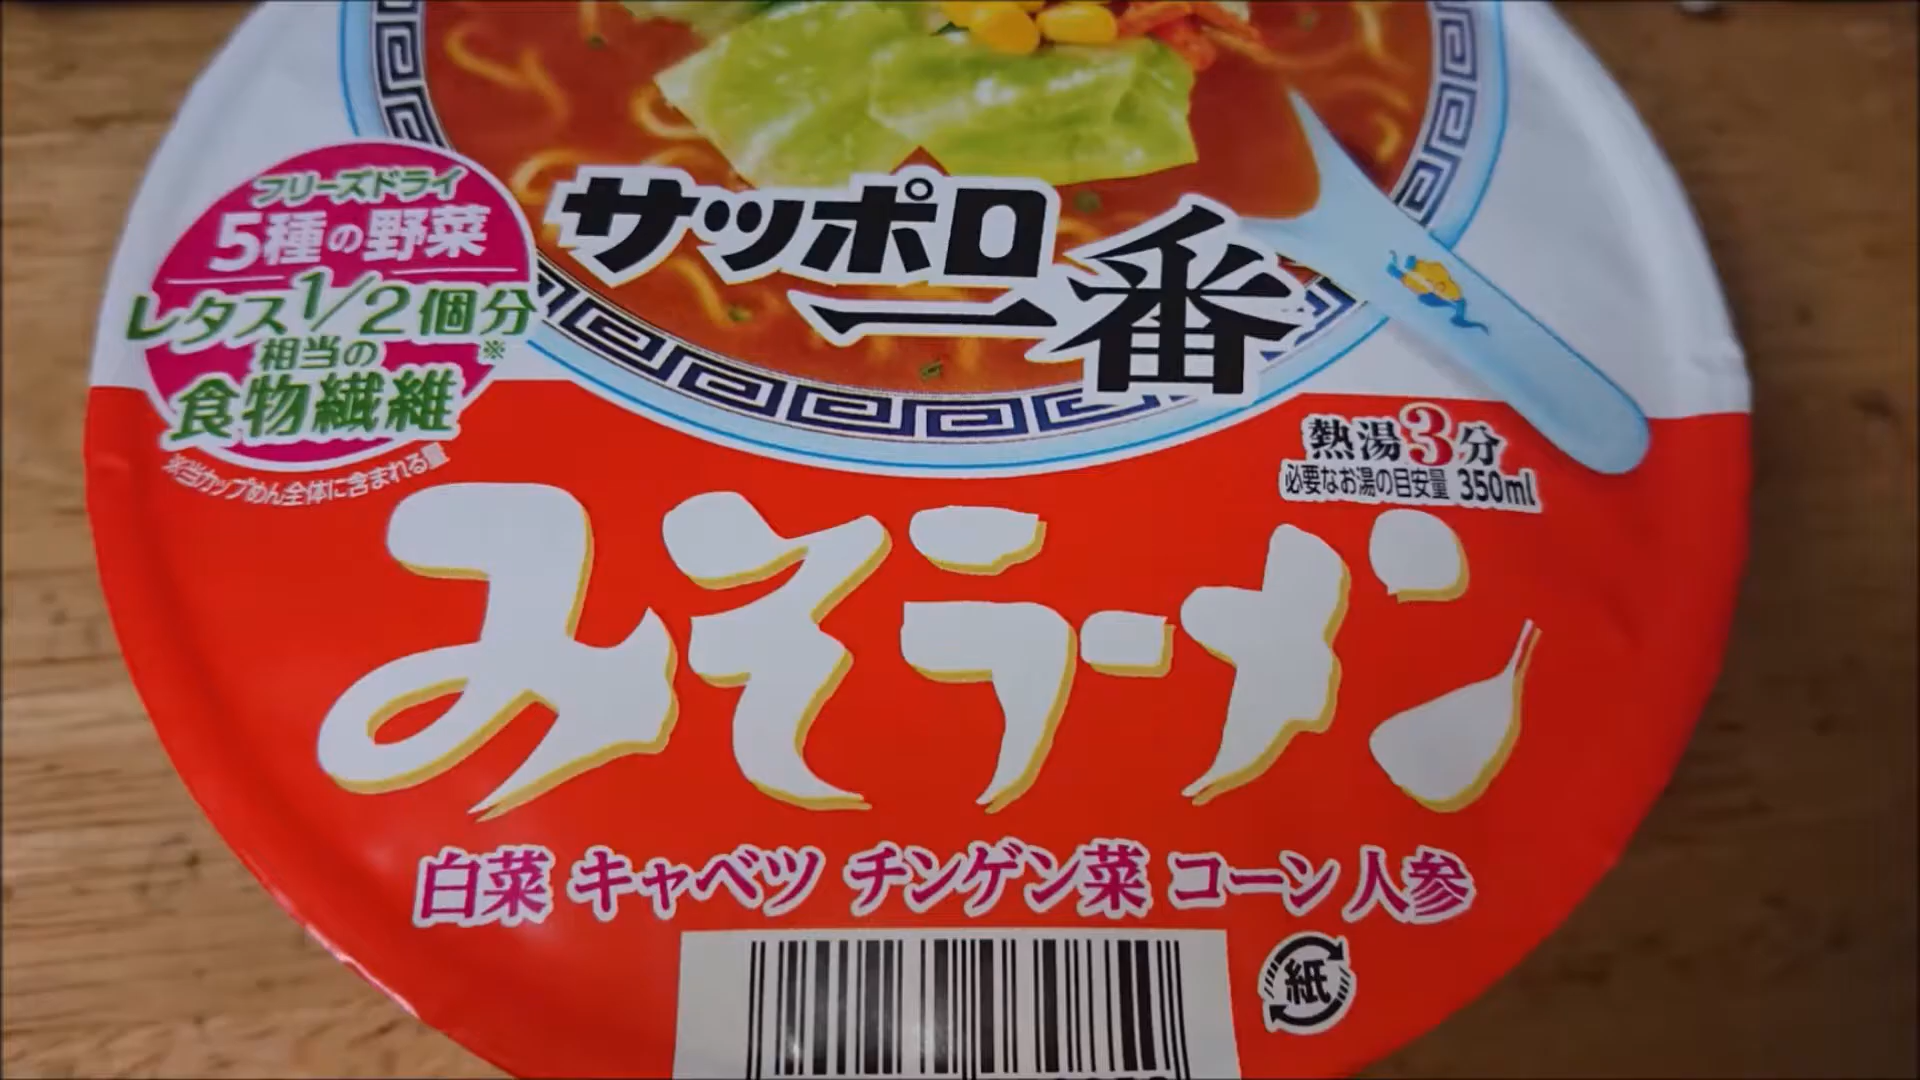 フリーズドライ
5種の野菜
レタス1/2個分
相当の※
食物繊維
※当カップめん全体に含まれる量
サッポロ
一番
熱湯3分
必要なお湯の目安量 350ml
みそラーメン
白菜 キャベツ チンゲン菜 コーン 人参
紙